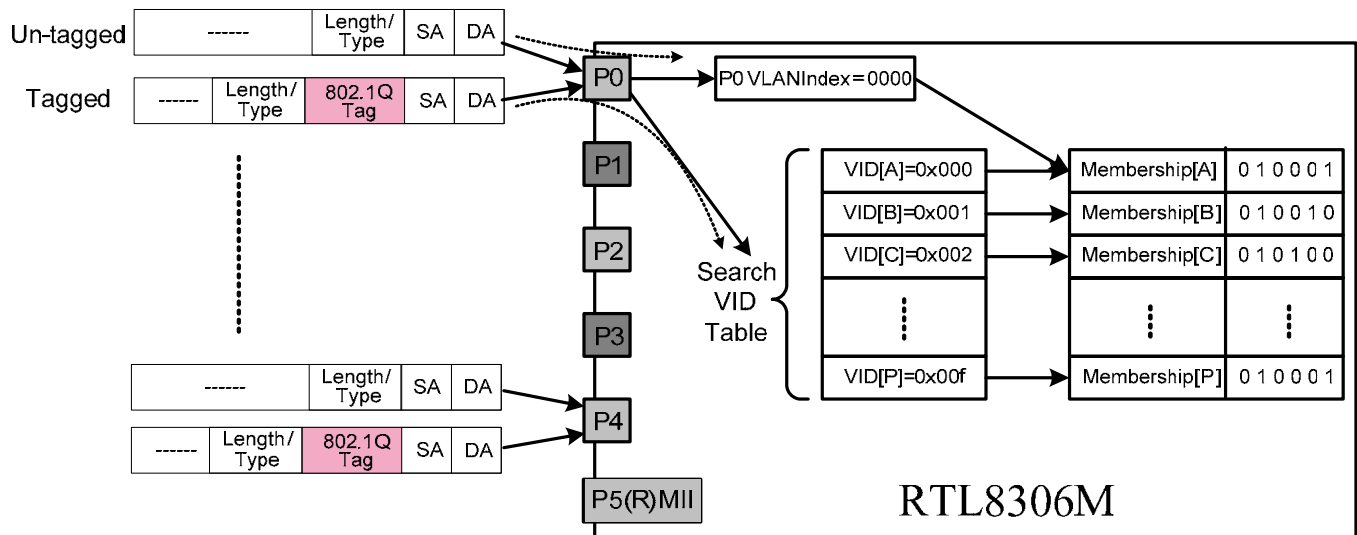 Un-tagged
------ Length/Type SA DA
Tagged
------ Length/Type 802.1Q Tag SA DA
P0
P0 VLANIndex=0000
P1
P2
P3
P4
P5(R)MII
Search
VID
Table
VID[A]=0x000 Membership[A] 0 1 0 0 0 1
VID[B]=0x001 Membership[B] 0 1 0 0 1 0
VID[C]=0x002 Membership[C] 0 1 0 1 0 0
VID[P]=0x00f Membership[P] 0 1 0 0 0 1
------ Length/Type SA DA
------ Length/Type 802.1Q Tag SA DA
RTL8306M